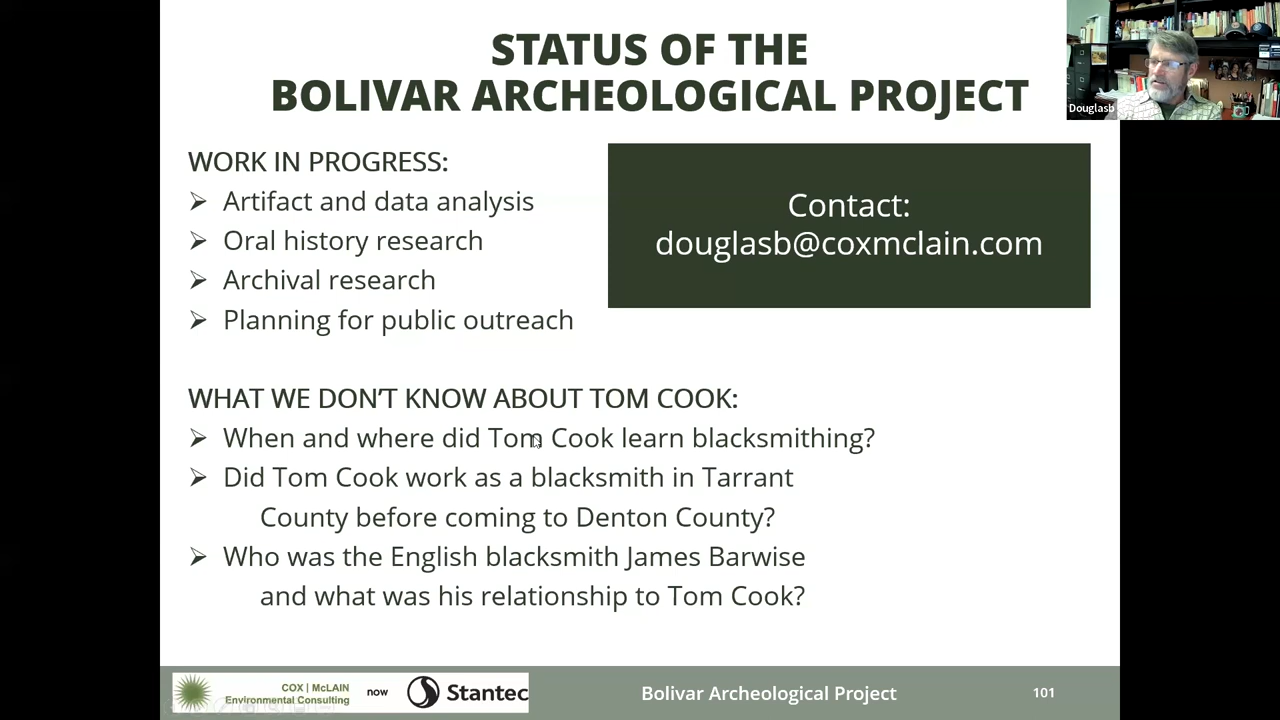 STATUS OF THE
BOLIVAR ARCHEOLOGICAL PROJECT
Douglasb
WORK IN PROGRESS:
➢ Artifact and data analysis
➢ Oral history research
➢ Archival research
➢ Planning for public outreach
Contact:
douglasb@coxmclain.com
WHAT WE DON'T KNOW ABOUT TOM COOK:
➢ When and where did Tom Cook learn blacksmithing?
➢ Did Tom Cook work as a blacksmith in Tarrant
County before coming to Denton County?
➢ Who was the English blacksmith James Barwise
and what was his relationship to Tom Cook?
COX | McLAIN
Environmental Consulting
now
Stantec
Bolivar Archeological Project
101